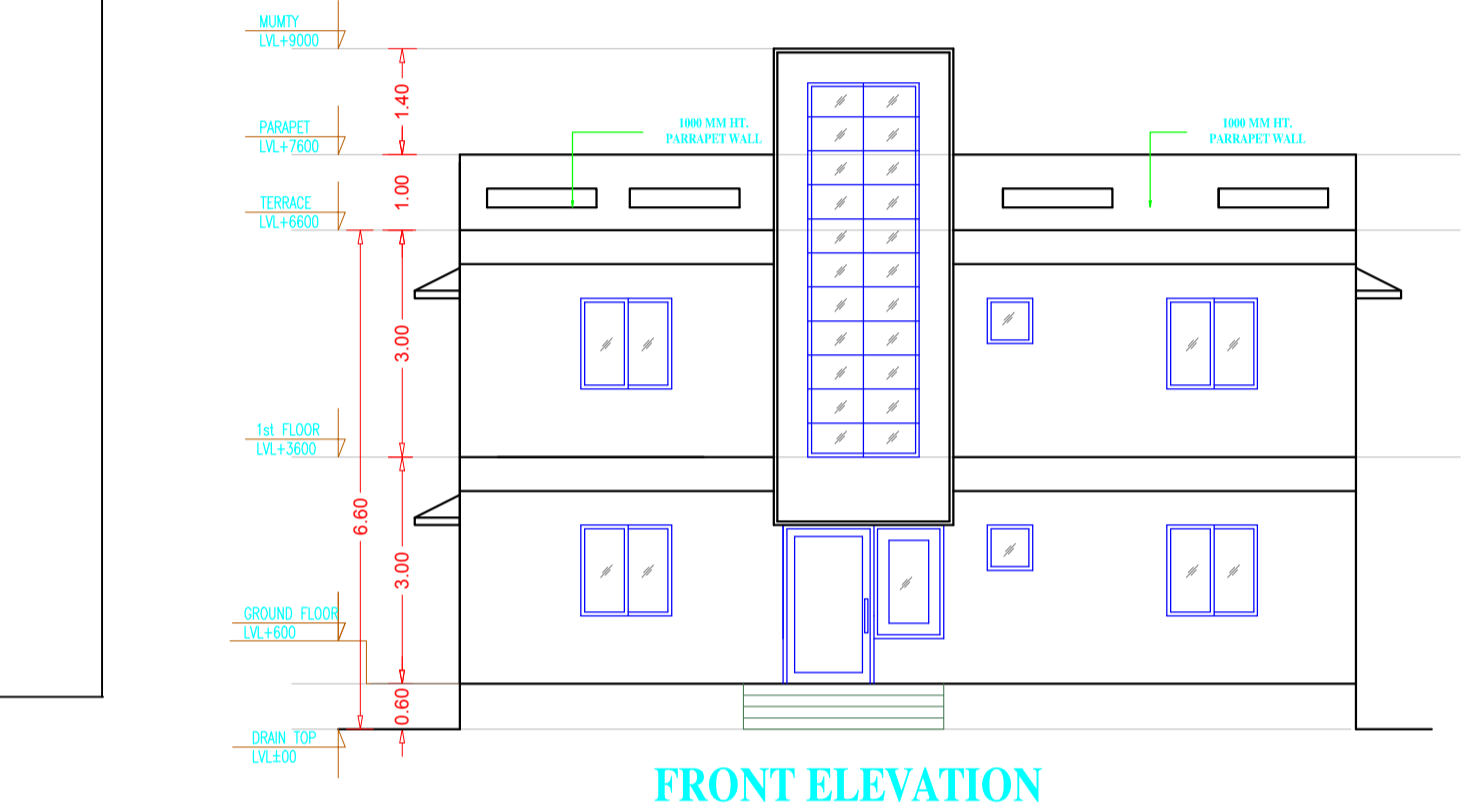 MUMTY
LVL+9000
1.40
1000 MM HT.
PARRAPET WALL
1000 MM HT.
PARRAPET WALL
PARAPET
LVL+7600
1.00
TERRACE
LVL+6600
3.00
1st FLOOR
LVL+3600
6.60
3.00
GROUND FLOOR
LVL+600
0.60
DRAIN TOP
LVL±00
FRONT ELEVATION